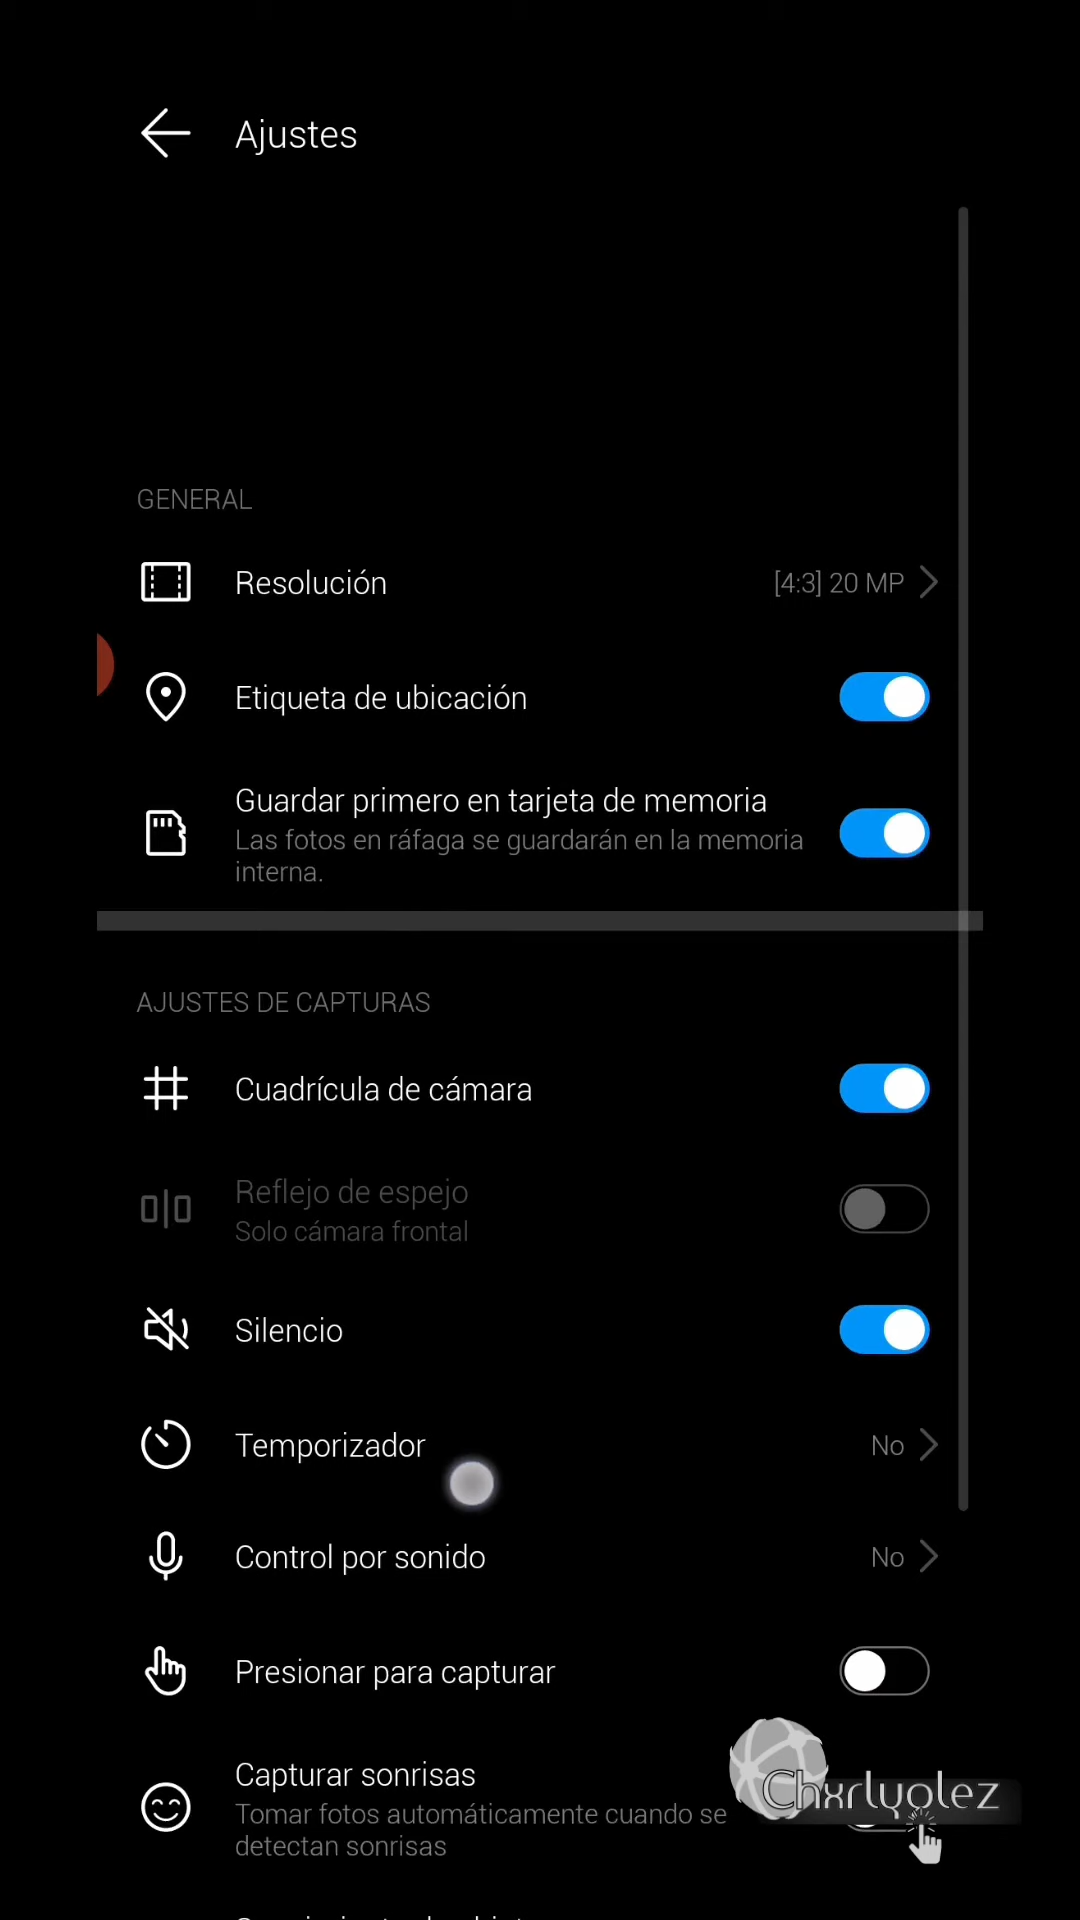 Ajustes
GENERAL
Resolución
[4:3] 20 MP
Etiqueta de ubicación
Guardar primero en tarjeta de memoria
Las fotos en ráfaga se guardarán en la memoria
interna.
AJUSTES DE CAPTURAS
Cuadrícula de cámara
Reflejo de espejo
Solo cámara frontal
Silencio
Temporizador
No
Control por sonido
No
Presionar para capturar
Capturar sonrisas
Tomar fotos automáticamente cuando se
detectan sonrisas
Chxrlyolez